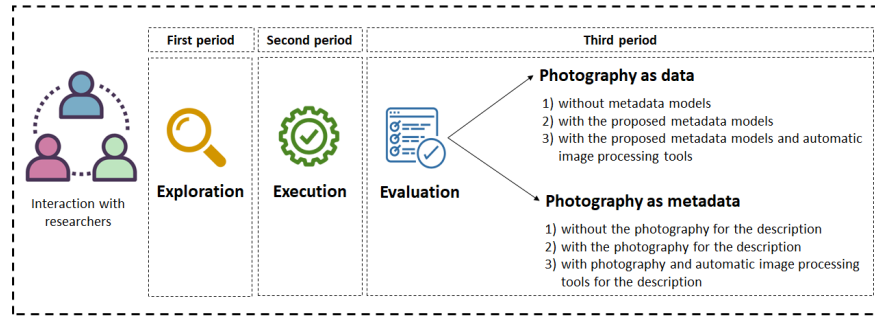 First period
Second period
Third period
Interaction with
researchers
Exploration
Execution
Evaluation
Photography as data
1) without metadata models
2) with the proposed metadata models
3) with the proposed metadata models and automatic
image processing tools
Photography as metadata
1) without the photography for the description
2) with the photography for the description
3) with photography and automatic image processing
tools for the description